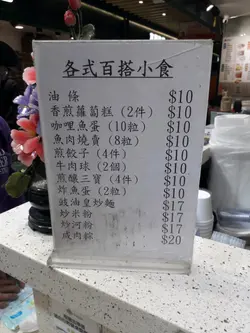 各式百搭小食
油 條 $10
香煎蘿蔔糕 (2件) $10
咖哩魚蛋 (10粒) $10
魚肉燒賣 (8粒) $10
煎餃子 (4件) $10
牛肉球 (2個) $10
煎釀三寶 (4件) $10
炸魚蛋 (2粒) $10
豉油皇炒麵 $17
炒米粉 $17
炒河粉 $17
咸肉粽 $20